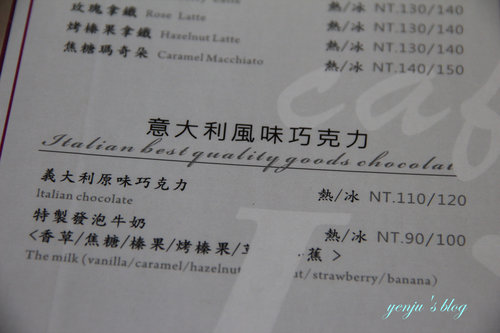 玫瑰拿鐵 Rose Latte 熱/冰 NT.130/140
烤榛果拿鐵 Hazelnut Latte 熱/冰 NT.130/140
焦糖瑪奇朵 Caramel Macchiato 熱/冰 NT.140/150
意大利風味巧克力
Italian best quality goods chocolat
義大利原味巧克力 熱/冰 NT.110/120
Italian chocolate
特製發泡牛奶 熱/冰 NT.90/100
<香草/焦糖/榛果/烤榛果/ 蕉 >
The milk (vanilla/caramel/hazelnut / strawberry/banana)
yenju's blog